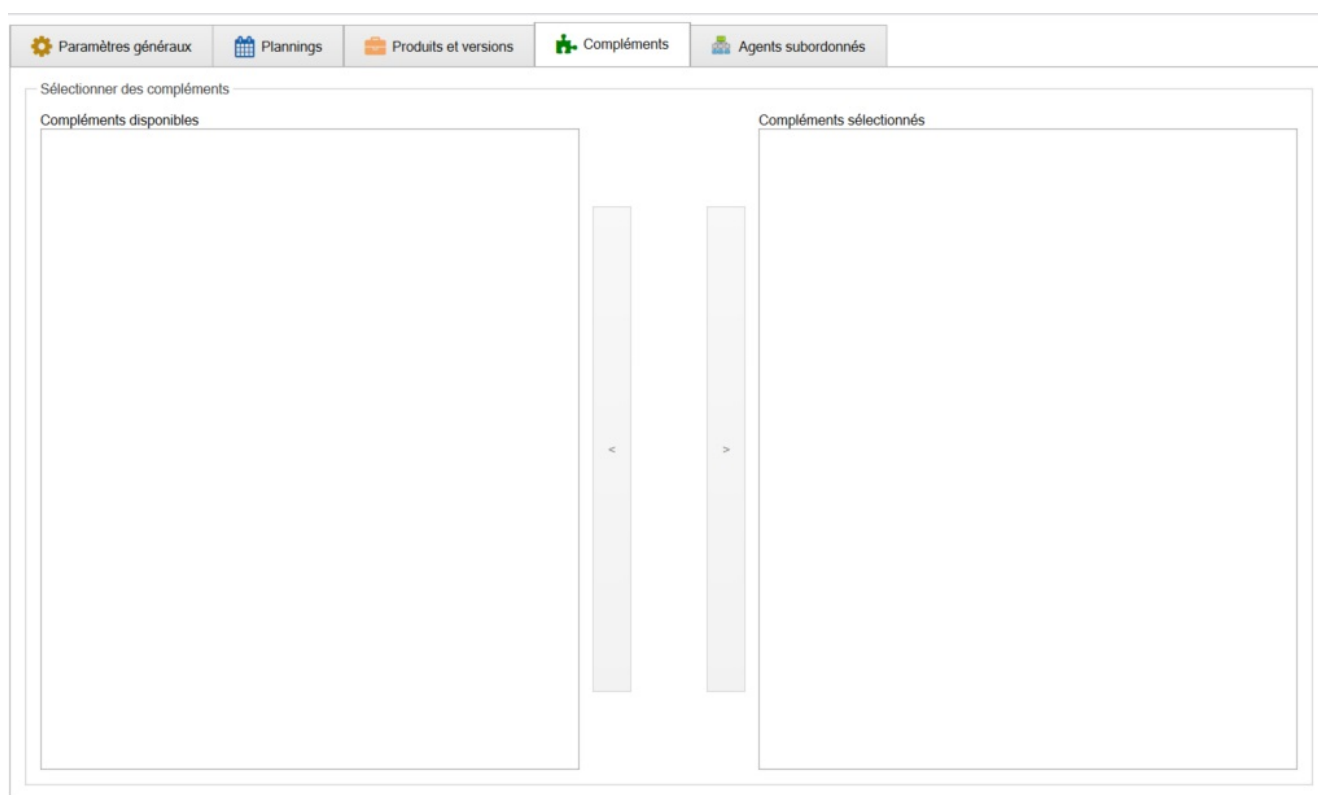 Paramètres généraux Plannings Produits et versions Compléments Agents subordonnés
Sélectionner des compléments
Compléments disponibles Compléments sélectionnés
< >